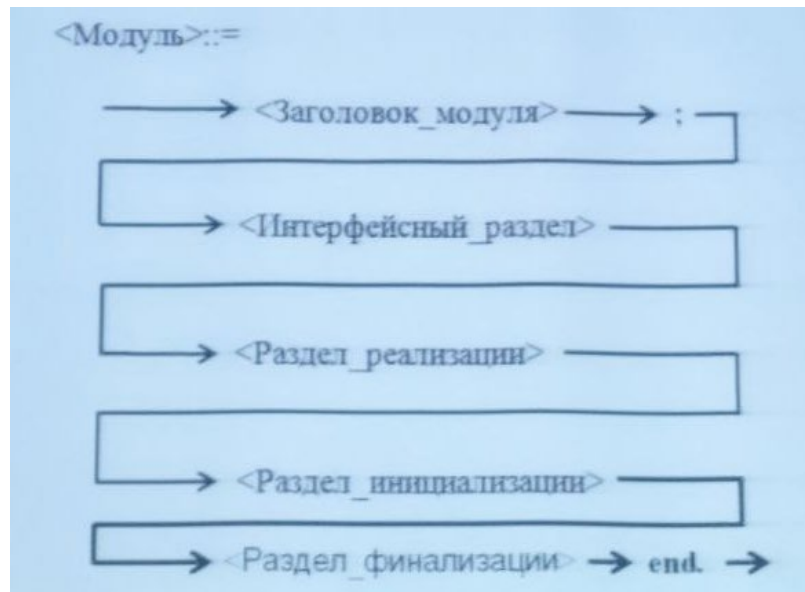 <Модуль>::=
<Заголовок_модуля> ;
<Интерфейсный_раздел>
<Раздел_реализации>
<Раздел_инициализации>
<Раздел_финализации> end.